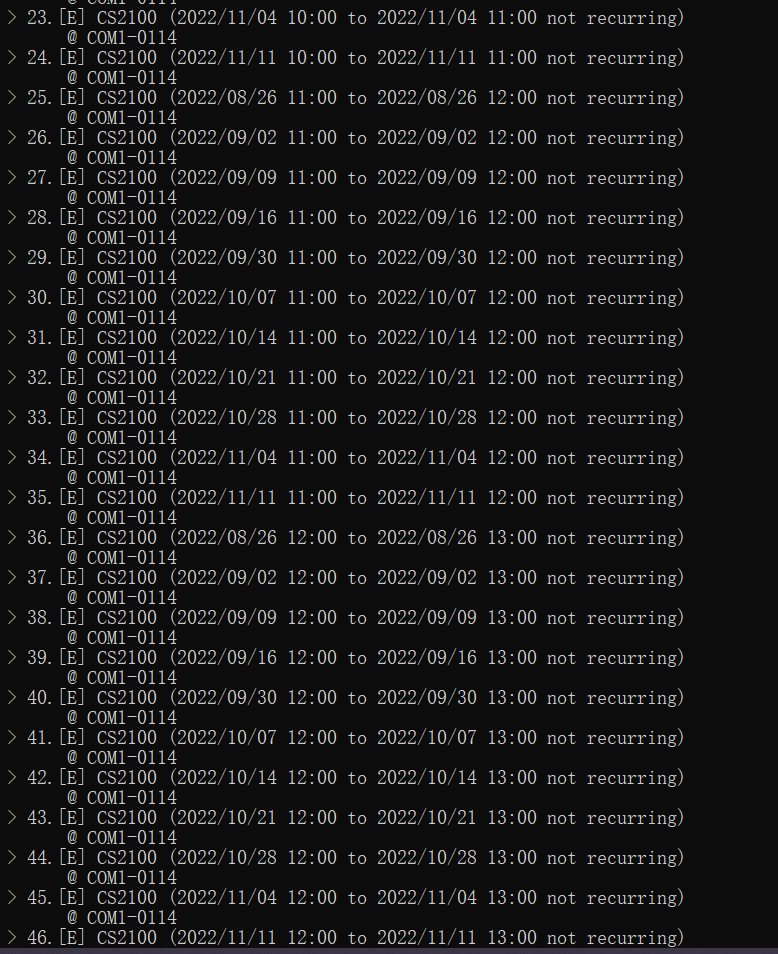 @ COM1-0114
> 23.[E] CS2100 (2022/11/04 10:00 to 2022/11/04 11:00 not recurring)
@ COM1-0114
> 24.[E] CS2100 (2022/11/11 10:00 to 2022/11/11 11:00 not recurring)
@ COM1-0114
> 25.[E] CS2100 (2022/08/26 11:00 to 2022/08/26 12:00 not recurring)
@ COM1-0114
> 26.[E] CS2100 (2022/09/02 11:00 to 2022/09/02 12:00 not recurring)
@ COM1-0114
> 27.[E] CS2100 (2022/09/09 11:00 to 2022/09/09 12:00 not recurring)
@ COM1-0114
> 28.[E] CS2100 (2022/09/16 11:00 to 2022/09/16 12:00 not recurring)
@ COM1-0114
> 29.[E] CS2100 (2022/09/30 11:00 to 2022/09/30 12:00 not recurring)
@ COM1-0114
> 30.[E] CS2100 (2022/10/07 11:00 to 2022/10/07 12:00 not recurring)
@ COM1-0114
> 31.[E] CS2100 (2022/10/14 11:00 to 2022/10/14 12:00 not recurring)
@ COM1-0114
> 32.[E] CS2100 (2022/10/21 11:00 to 2022/10/21 12:00 not recurring)
@ COM1-0114
> 33.[E] CS2100 (2022/10/28 11:00 to 2022/10/28 12:00 not recurring)
@ COM1-0114
> 34.[E] CS2100 (2022/11/04 11:00 to 2022/11/04 12:00 not recurring)
@ COM1-0114
> 35.[E] CS2100 (2022/11/11 11:00 to 2022/11/11 12:00 not recurring)
@ COM1-0114
> 36.[E] CS2100 (2022/08/26 12:00 to 2022/08/26 13:00 not recurring)
@ COM1-0114
> 37.[E] CS2100 (2022/09/02 12:00 to 2022/09/02 13:00 not recurring)
@ COM1-0114
> 38.[E] CS2100 (2022/09/09 12:00 to 2022/09/09 13:00 not recurring)
@ COM1-0114
> 39.[E] CS2100 (2022/09/16 12:00 to 2022/09/16 13:00 not recurring)
@ COM1-0114
> 40.[E] CS2100 (2022/09/30 12:00 to 2022/09/30 13:00 not recurring)
@ COM1-0114
> 41.[E] CS2100 (2022/10/07 12:00 to 2022/10/07 13:00 not recurring)
@ COM1-0114
> 42.[E] CS2100 (2022/10/14 12:00 to 2022/10/14 13:00 not recurring)
@ COM1-0114
> 43.[E] CS2100 (2022/10/21 12:00 to 2022/10/21 13:00 not recurring)
@ COM1-0114
> 44.[E] CS2100 (2022/10/28 12:00 to 2022/10/28 13:00 not recurring)
@ COM1-0114
> 45.[E] CS2100 (2022/11/04 12:00 to 2022/11/04 13:00 not recurring)
@ COM1-0114
> 46.[E] CS2100 (2022/11/11 12:00 to 2022/11/11 13:00 not recurring)